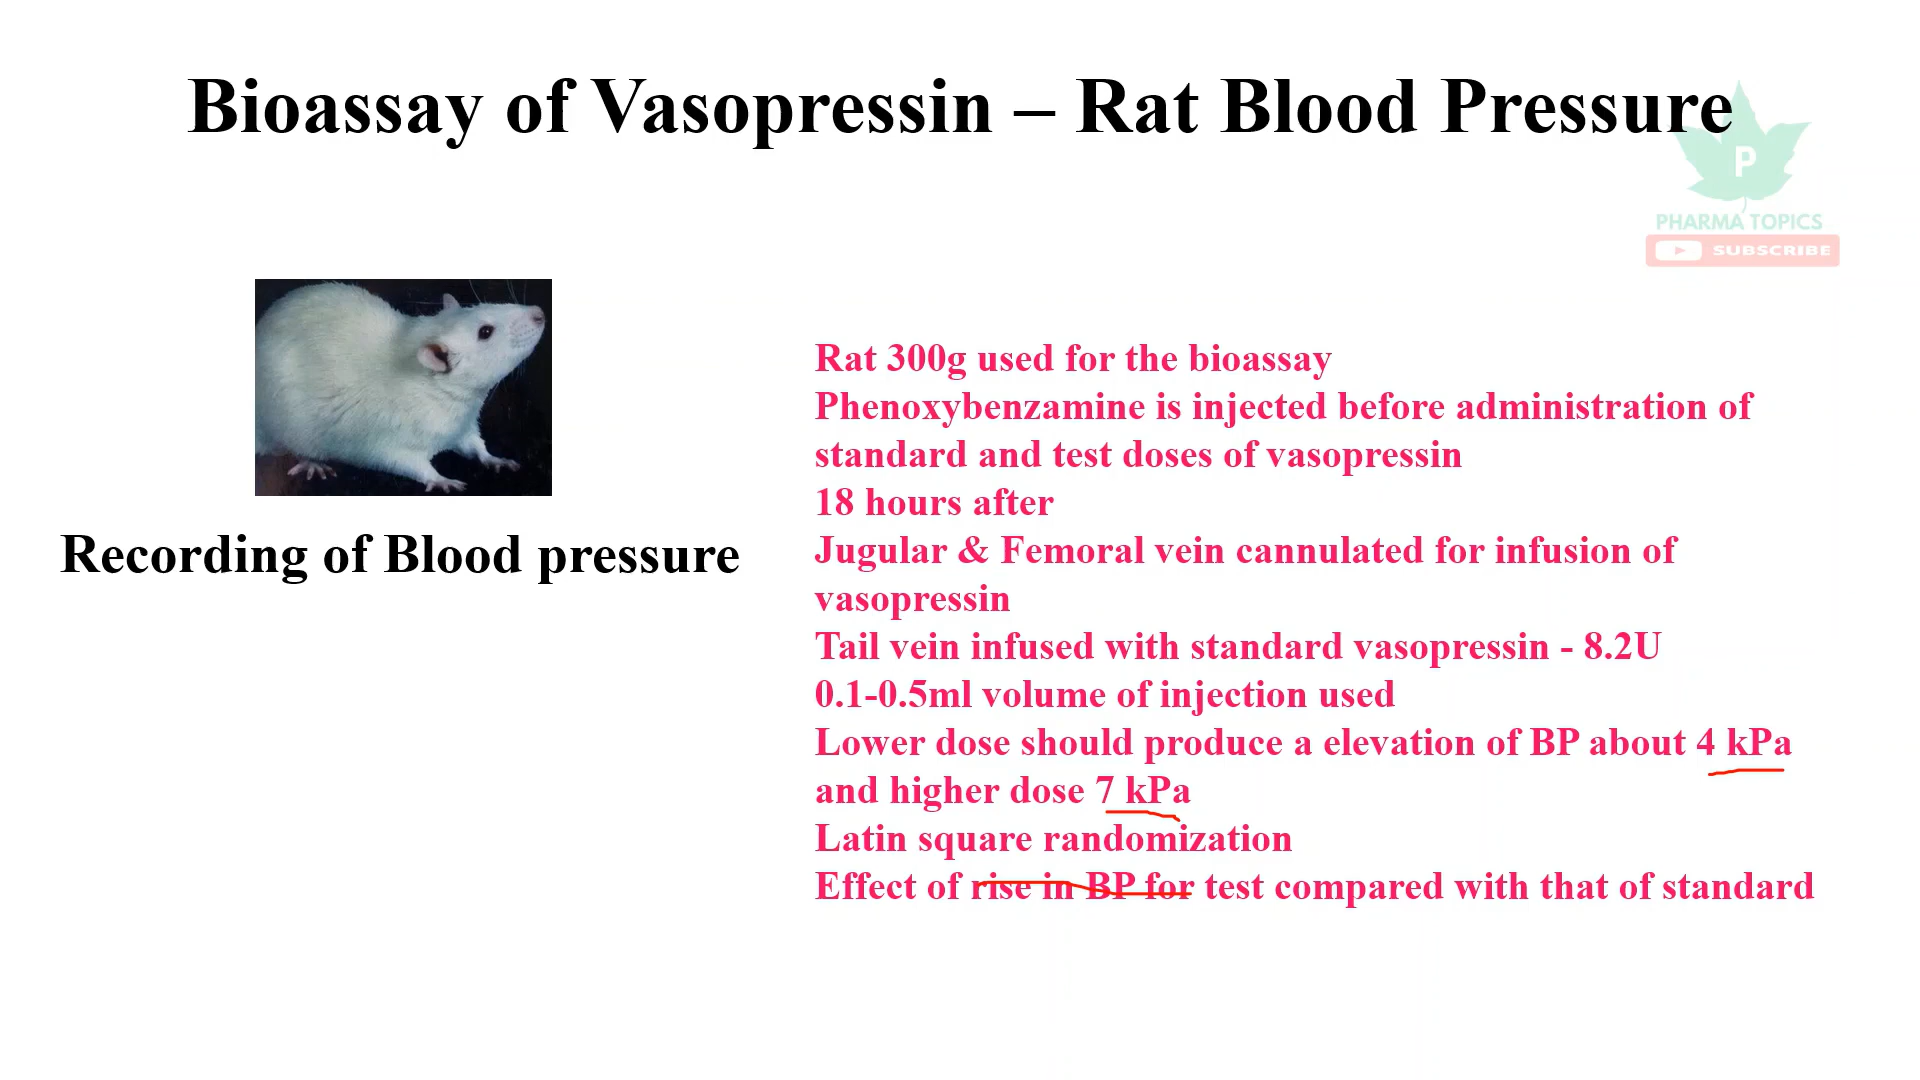 Bioassay of Vasopressin – Rat Blood Pressure
P
PHARMA TOPICS
SUBSCRIBE
Recording of Blood pressure
Rat 300g used for the bioassay
Phenoxybenzamine is injected before administration of
standard and test doses of vasopressin
18 hours after
Jugular & Femoral vein cannulated for infusion of
vasopressin
Tail vein infused with standard vasopressin - 8.2U
0.1-0.5ml volume of injection used
Lower dose should produce a elevation of BP about 4 kPa
and higher dose 7 kPa
Latin square randomization
Effect of rise in BP for test compared with that of standard